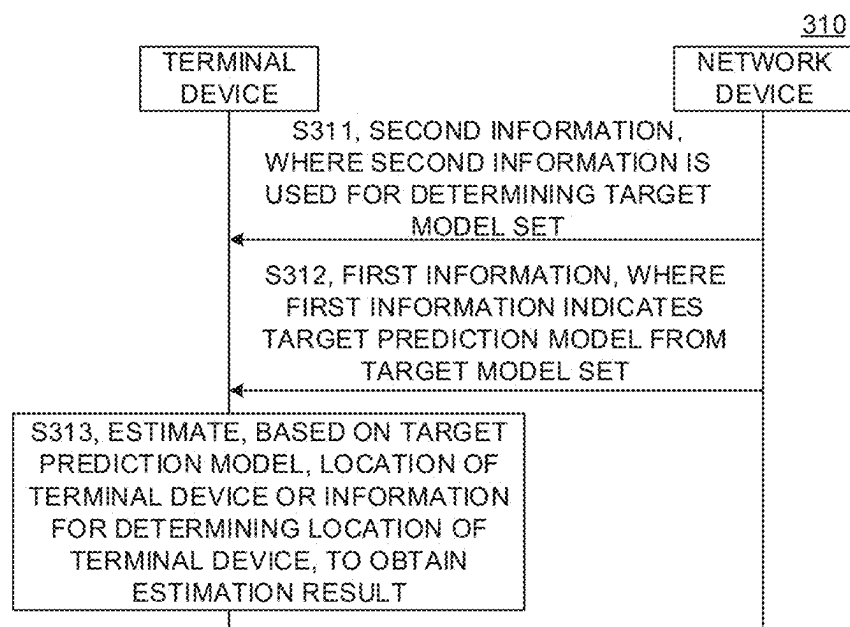 310
TERMINAL
DEVICE
NETWORK
DEVICE
S311, SECOND INFORMATION,
WHERE SECOND INFORMATION IS
USED FOR DETERMINING TARGET
MODEL SET
S312, FIRST INFORMATION, WHERE
FIRST INFORMATION INDICATES
TARGET PREDICTION MODEL FROM
TARGET MODEL SET
S313, ESTIMATE, BASED ON TARGET
PREDICTION MODEL, LOCATION OF
TERMINAL DEVICE OR INFORMATION
FOR DETERMINING LOCATION OF
TERMINAL DEVICE, TO OBTAIN
ESTIMATION RESULT